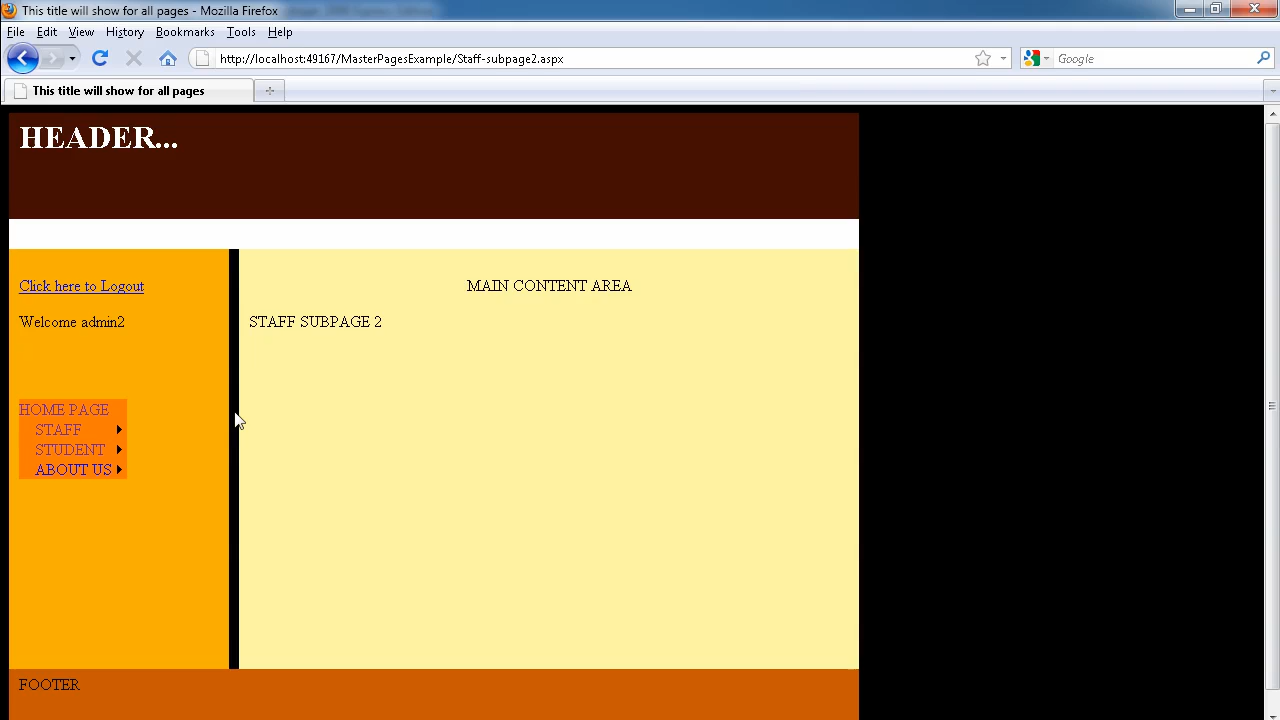 This title will show for all pages - Mozilla Firefox
File Edit View History Bookmarks Tools Help
http://localhost:49167/MasterPagesExample/Staff-subpage2.aspx
Google
This title will show for all pages
HEADER...
Click here to Logout
MAIN CONTENT AREA
Welcome admin2
STAFF SUBPAGE 2
HOME PAGE
STAFF
STUDENT
ABOUT US
FOOTER